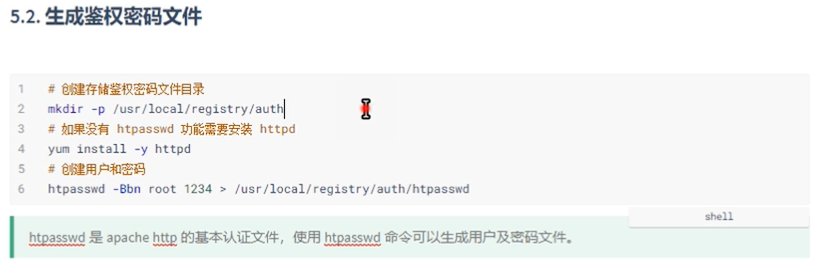 5.2. 生成鉴权密码文件
1 # 创建存储鉴权密码文件目录
2 mkdir -p /usr/local/registry/auth
3 # 如果没有 htpasswd 功能需要安装 httpd
4 yum install -y httpd
5 # 创建用户和密码
6 htpasswd -Bbn root 1234 > /usr/local/registry/auth/htpasswd
shell
htpasswd 是 apache http 的基本认证文件，使用 htpasswd 命令可以生成用户及密码文件。